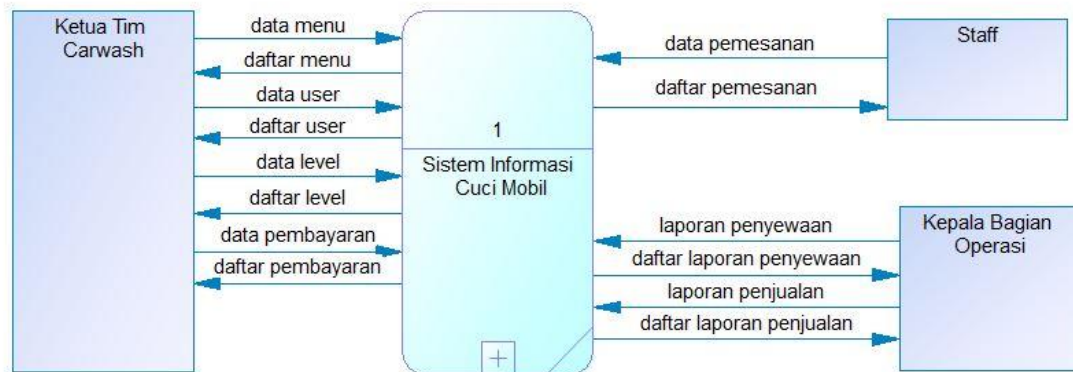 Ketua Tim
Carwash
data menu
daftar menu
data user
daftar user
data level
daftar level
data pembayaran
daftar pembayaran
1
Sistem Informasi
Cuci Mobil
data pemesanan
daftar pemesanan
Staff
laporan penyewaan
daftar laporan penyewaan
laporan penjualan
daftar laporan penjualan
Kepala Bagian
Operasi